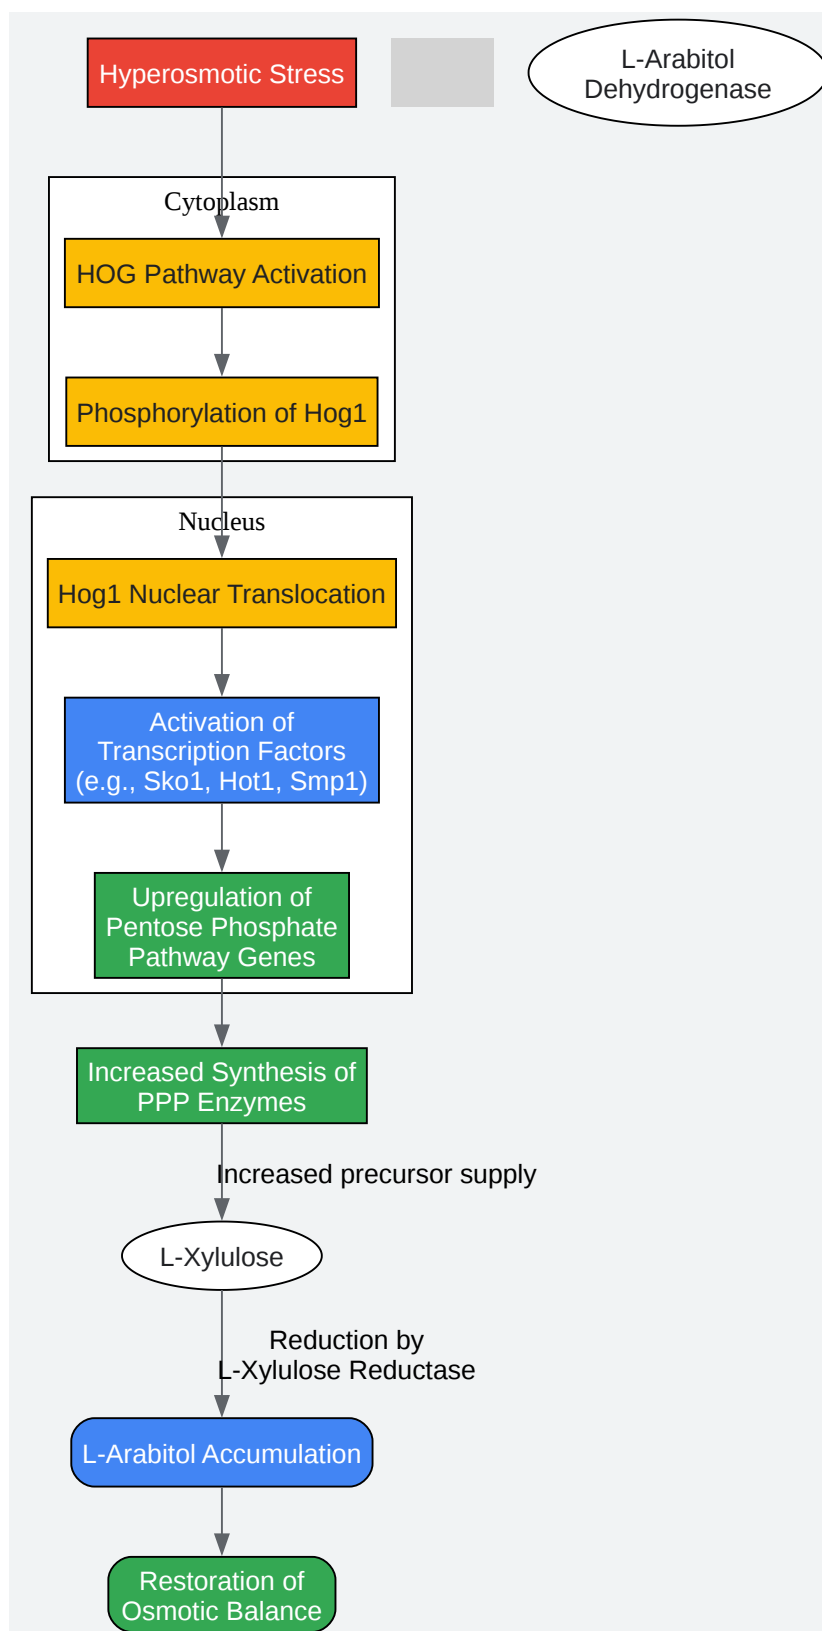 Hyperosmotic Stress
L-Arabitol
Dehydrogenase
Cytoplasm
HOG Pathway Activation
Phosphorylation of Hog1
Nucleus
Hog1 Nuclear Translocation
Activation of
Transcription Factors
(e.g., Sko1, Hot1, Smp1)
Upregulation of
Pentose Phosphate
Pathway Genes
Increased Synthesis of
PPP Enzymes
Increased precursor supply
L-Xylulose
Reduction by
L-Xylulose Reductase
L-Arabitol Accumulation
Restoration of
Osmotic Balance